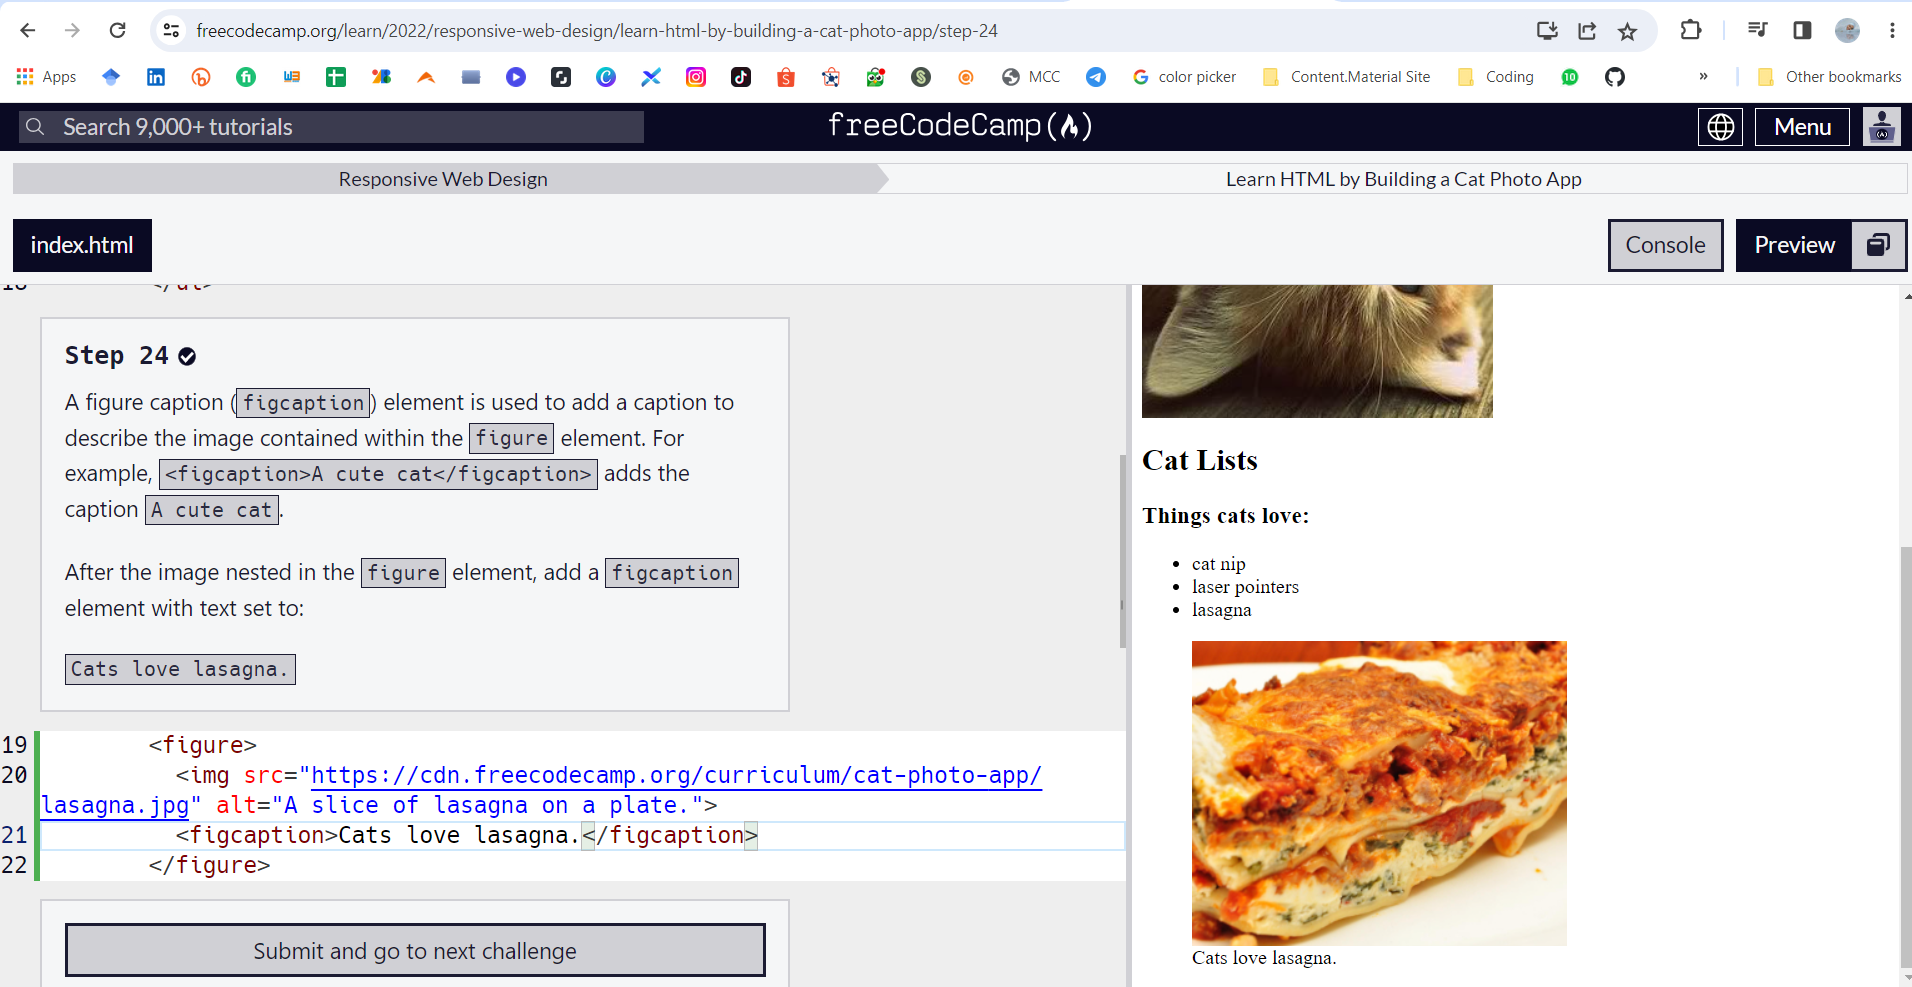 freecodecamp.org/learn/2022/responsive-web-design/learn-html-by-building-a-cat-photo-app/step-24
Apps
MCC
color picker
Content.Material Site
Coding
10
»
Other bookmarks
Search 9,000+ tutorials
freeCodeCamp
Menu
Responsive Web Design
Learn HTML by Building a Cat Photo App
index.html
Console
Preview
18 </ul>
Step 24
A figure caption (figcaption) element is used to add a caption to
describe the image contained within the figure element. For
example, <figcaption>A cute cat</figcaption> adds the
caption A cute cat.
After the image nested in the figure element, add a figcaption
element with text set to:
Cats love lasagna.
19 <figure>
20 <img src="https://cdn.freecodecamp.org/curriculum/cat-photo-app/
lasagna.jpg" alt="A slice of lasagna on a plate.">
21 <figcaption>Cats love lasagna.</figcaption>
22 </figure>
Submit and go to next challenge
Cat Lists
Things cats love:
• cat nip
• laser pointers
• lasagna
Cats love lasagna.